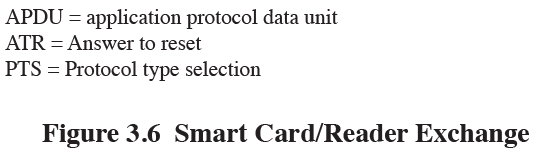 APDU = application protocol data unit
ATR = Answer to reset
PTS = Protocol type selection
Figure 3.6 Smart Card/Reader Exchange